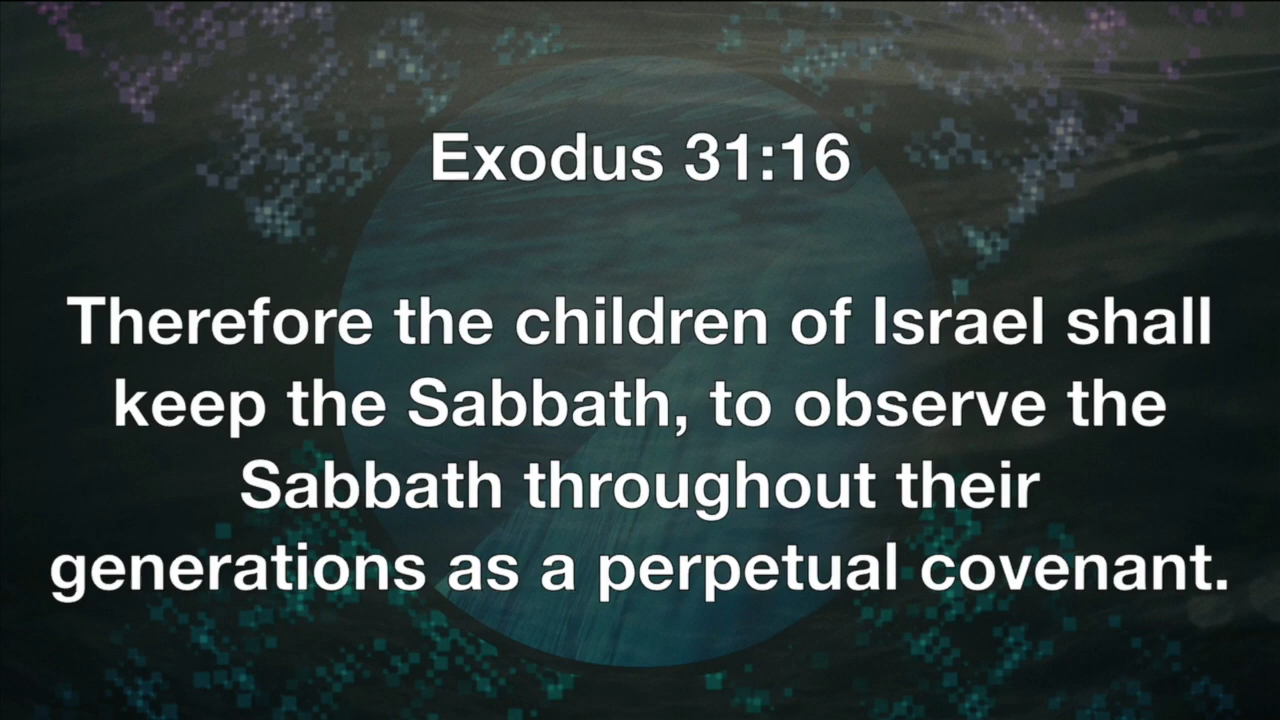 Exodus 31:16
Therefore the children of Israel shall
keep the Sabbath, to observe the
Sabbath throughout their
generations as a perpetual covenant.